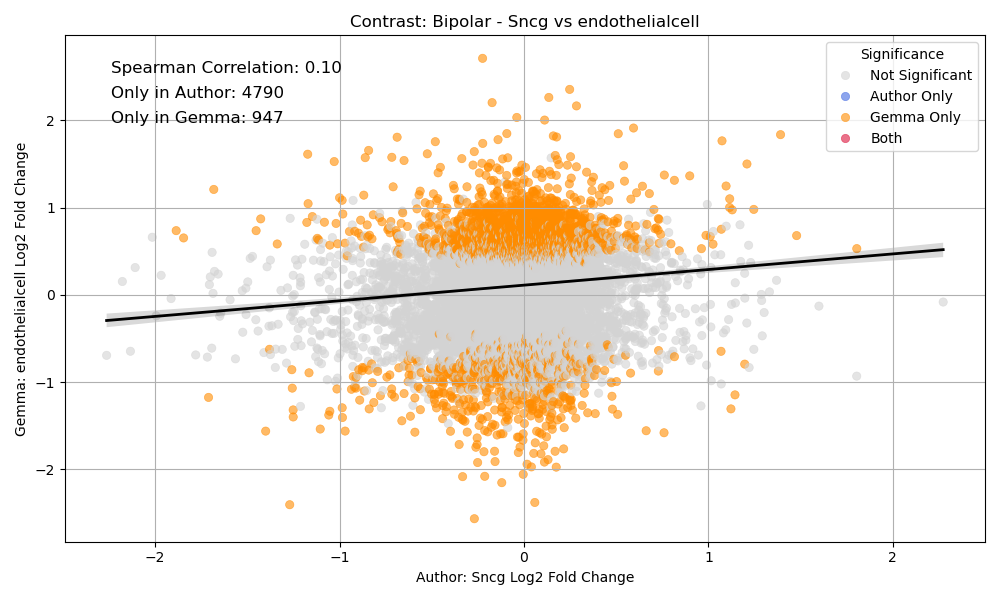 Contrast: Bipolar - Sncg vs endothelialcell
Spearman Correlation: 0.10
Only in Author: 4790
Only in Gemma: 947
Significance
Not Significant
Author Only
Gemma Only
Both
Gemma: endothelialcell Log2 Fold Change
2
1
0
−1
−2
−2
−1
0
1
2
Author: Sncg Log2 Fold Change